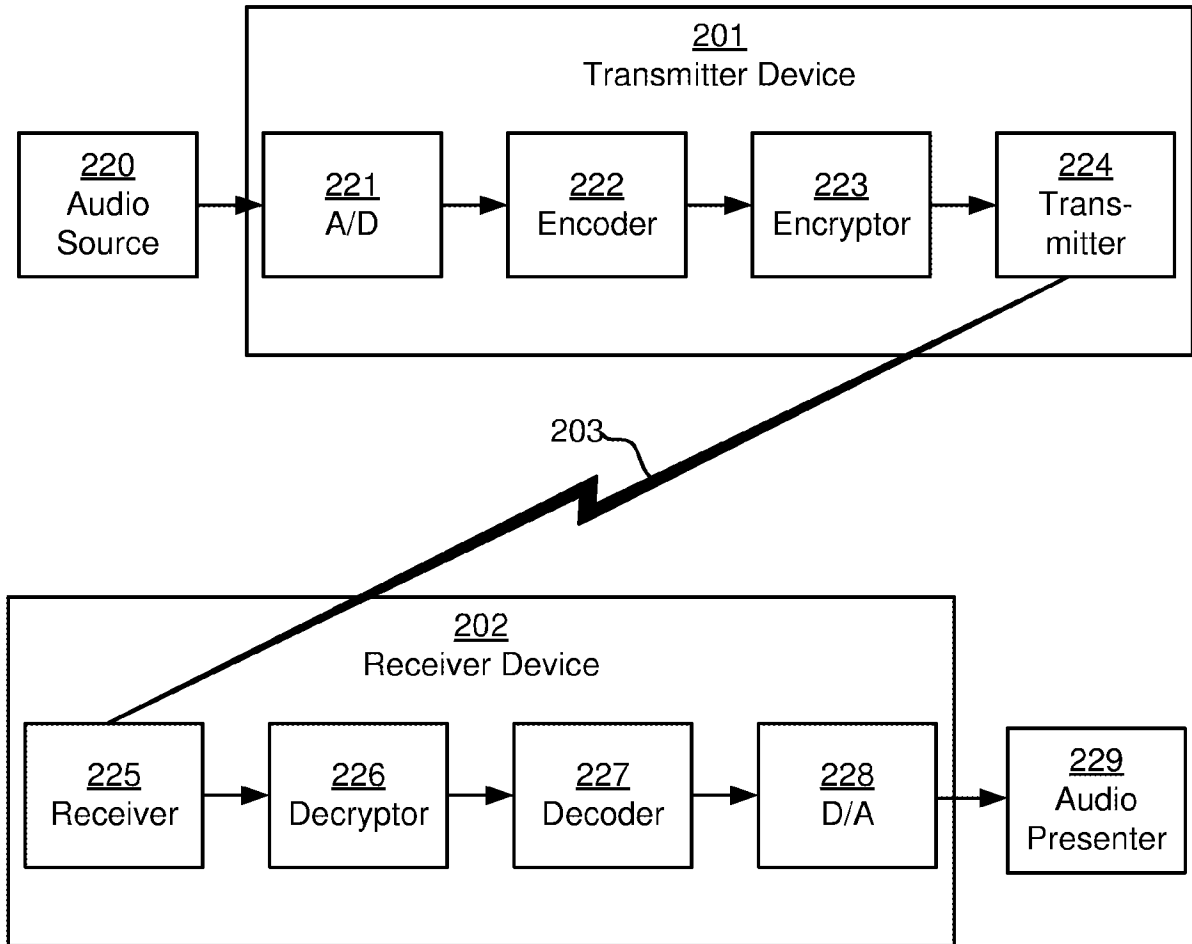 201
Transmitter Device
220
Audio
Source
221
A/D
222
Encoder
223
Encryptor
224
Trans-
mitter
203
202
Receiver Device
225
Receiver
226
Decryptor
227
Decoder
228
D/A
229
Audio
Presenter